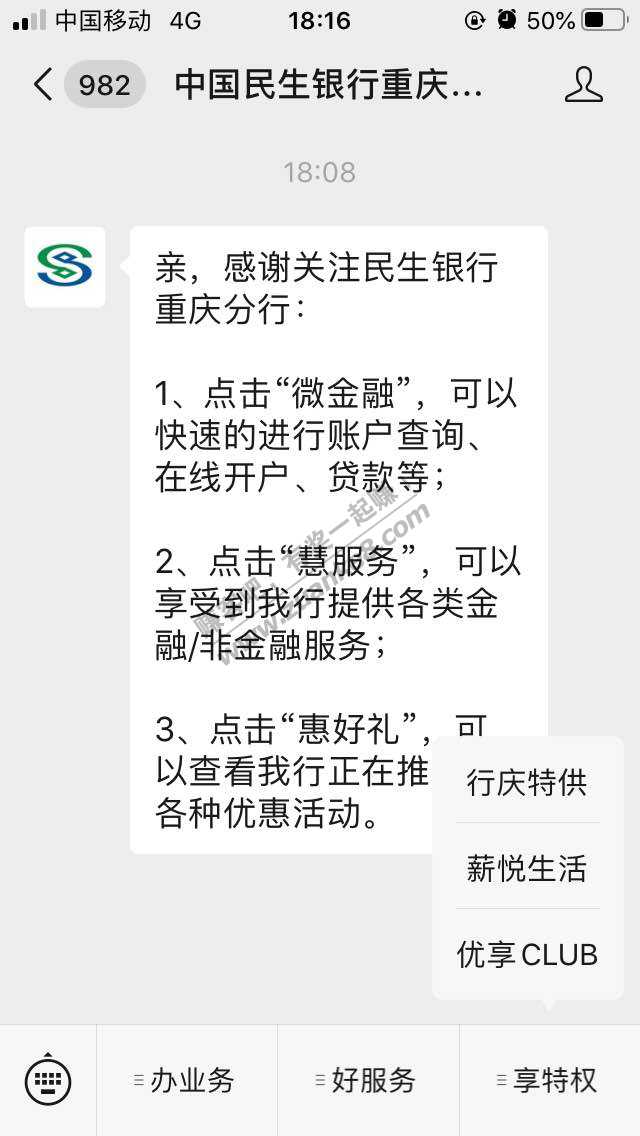 中国移动 4G 18:16 50%
982 中国民生银行重庆...
18:08
亲，感谢关注民生银行
重庆分行：
1、点击“微金融”，可以
快速的进行账户查询、
在线开户、贷款等；
2、点击“慧服务”，可以
享受到我行提供各类金
融/非金融服务；
3、点击“惠好礼”，可
以查看我行正在推
各种优惠活动。
行庆特供
薪悦生活
优享CLUB
办业务 好服务 享特权